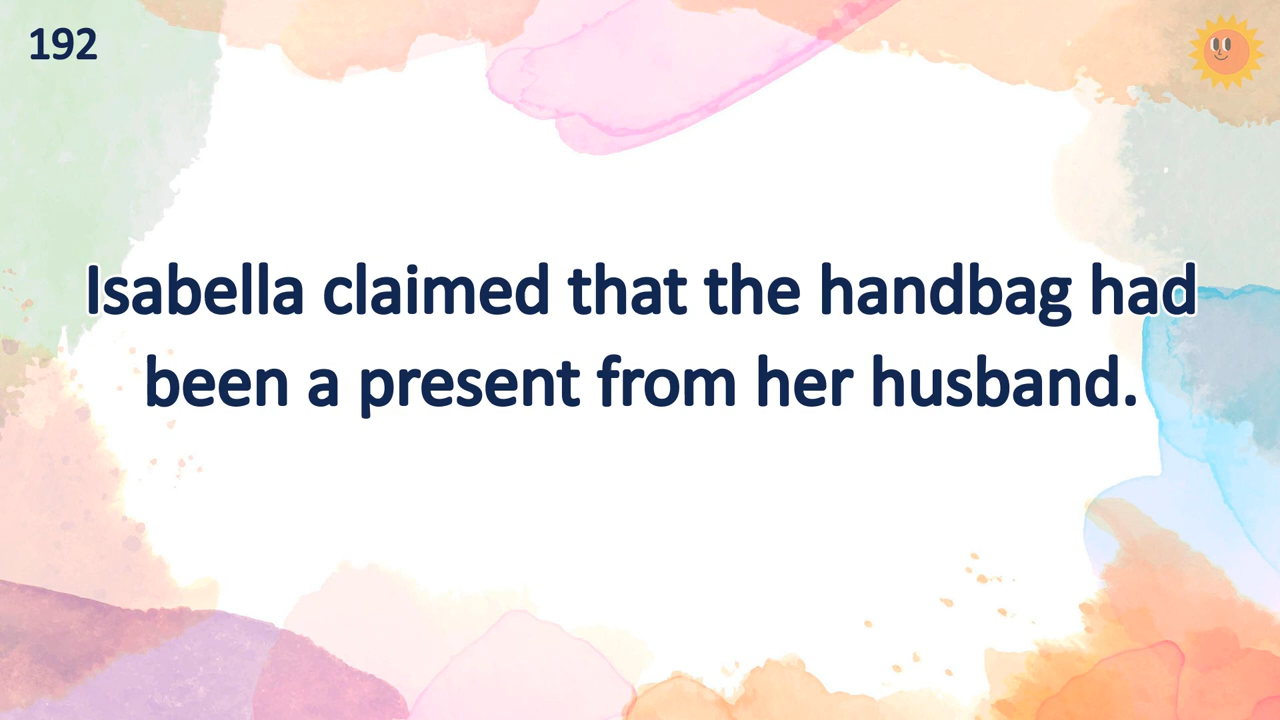 192
Isabella claimed that the handbag had
been a present from her husband.